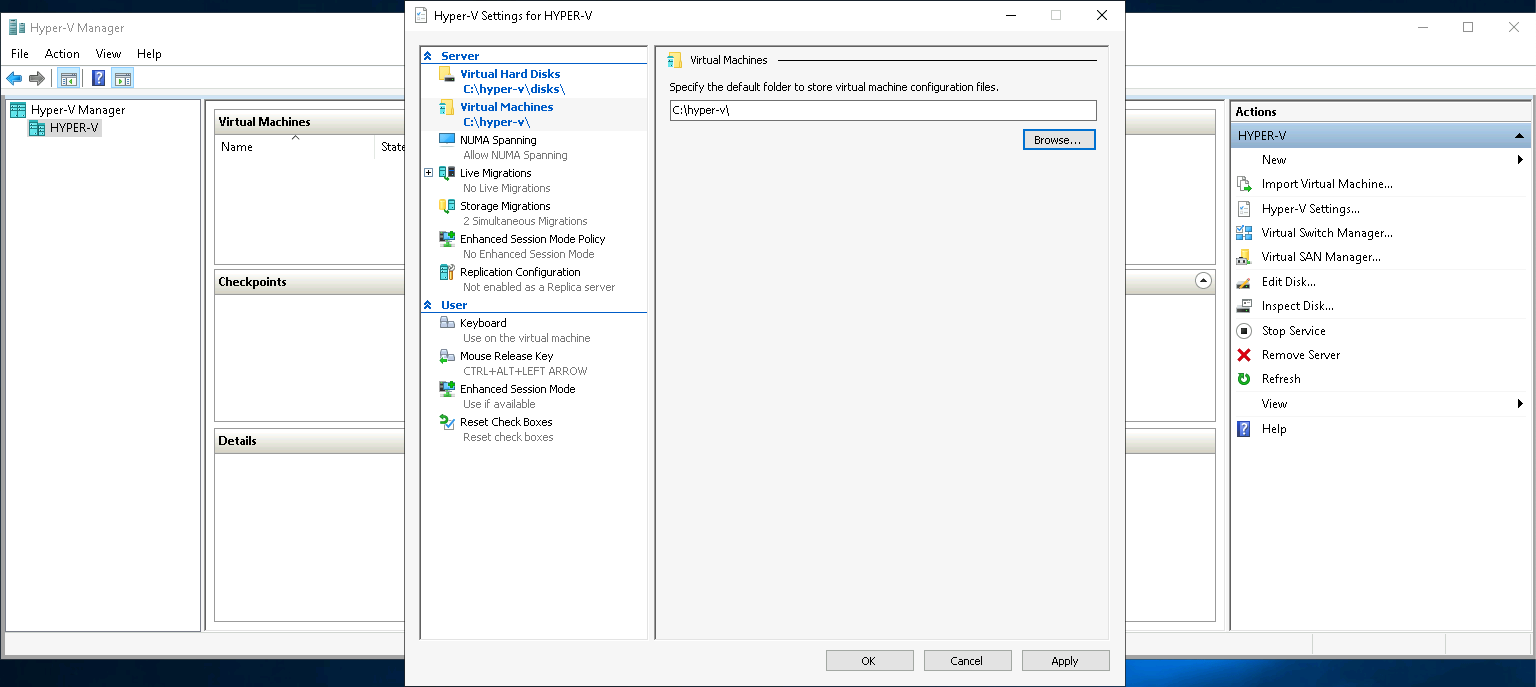 Hyper-V Manager
File Action View Help
Hyper-V Manager
HYPER-V
Virtual Machines
Name State
Checkpoints
Details
Hyper-V Settings for HYPER-V
Server
Virtual Hard Disks
C:\hyper-v\disks\
Virtual Machines
C:\hyper-v\
NUMA Spanning
Allow NUMA Spanning
Live Migrations
No Live Migrations
Storage Migrations
2 Simultaneous Migrations
Enhanced Session Mode Policy
No Enhanced Session Mode
Replication Configuration
Not enabled as a Replica server
User
Keyboard
Use on the virtual machine
Mouse Release Key
CTRL+ALT+LEFT ARROW
Enhanced Session Mode
Use if available
Reset Check Boxes
Reset check boxes
Virtual Machines
Specify the default folder to store virtual machine configuration files.
C:\hyper-v\
Browse...
OK Cancel Apply
Actions
HYPER-V
New
Import Virtual Machine...
Hyper-V Settings...
Virtual Switch Manager...
Virtual SAN Manager...
Edit Disk...
Inspect Disk...
Stop Service
Remove Server
Refresh
View
Help